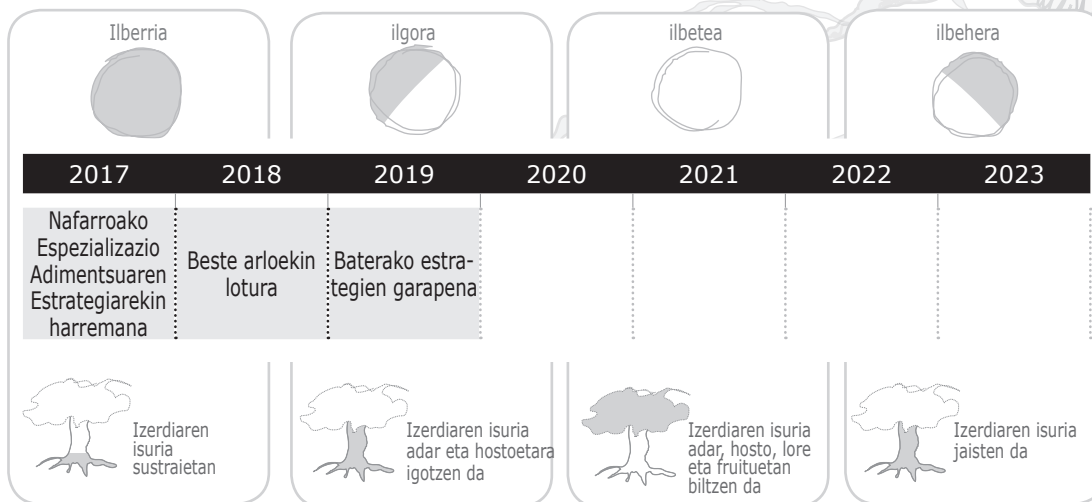 Ilberria
ilgora
ilbetea
ilbehera
2017 2018 2019 2020 2021 2022 2023
Nafarroako
Espezializazio
Adimentsuaren
Estrategiarekin
harremana
Beste arloekin
lotura
Baterako estra-
tegien garapena
Izerdiaren
isuria
sustraietan
Izerdiaren isuria
adar eta hostoetara
igotzen da
Izerdiaren isuria
adar, hosto, lore
eta fruituetan
biltzen da
Izerdiaren isuria
jaisten da